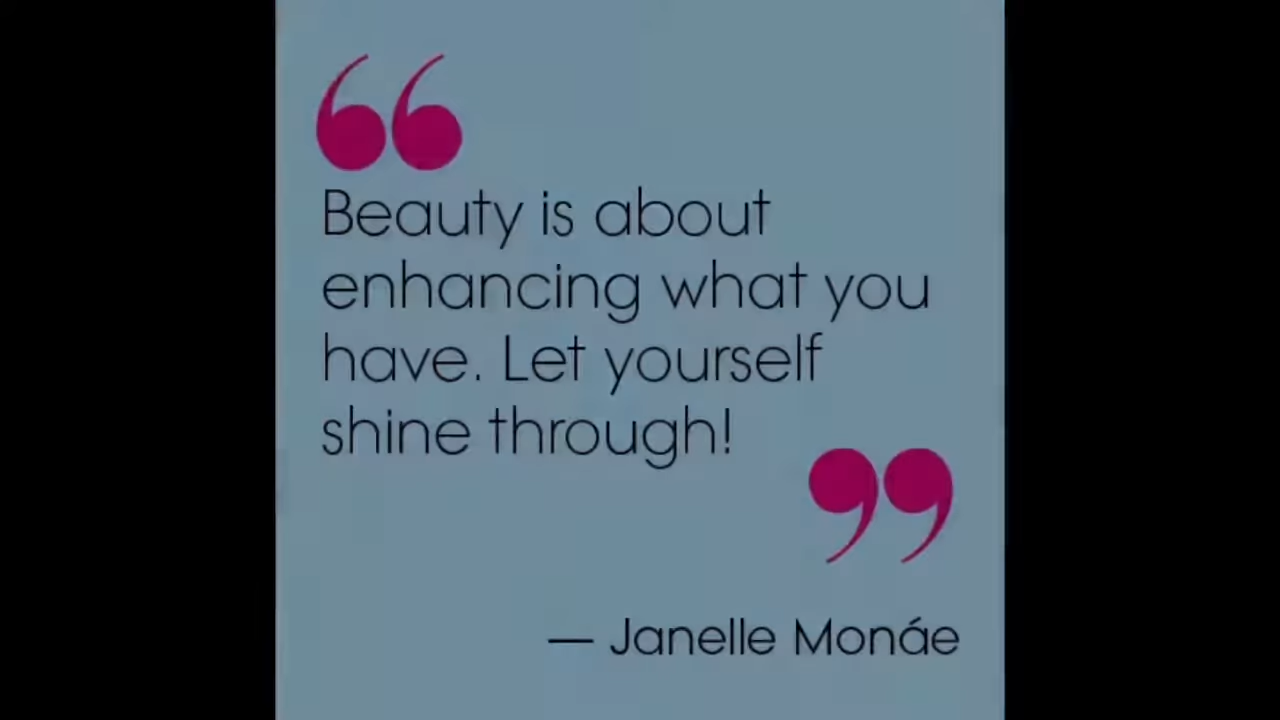 “
Beauty is about
enhancing what you
have. Let yourself
shine through!
”
— Janelle Monáe